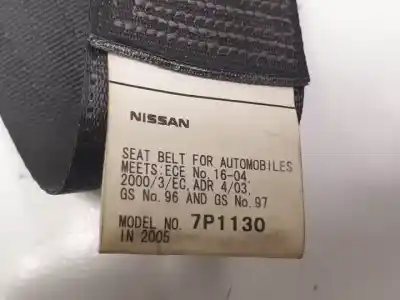 NISSAN
SEAT BELT FOR AUTOMOBILES
MEETS:ECE No.16-04
2000/3/EC, ADR 4/03,
GS No.96 AND GS No.97
MODEL NO. 7P1130
IN 2005